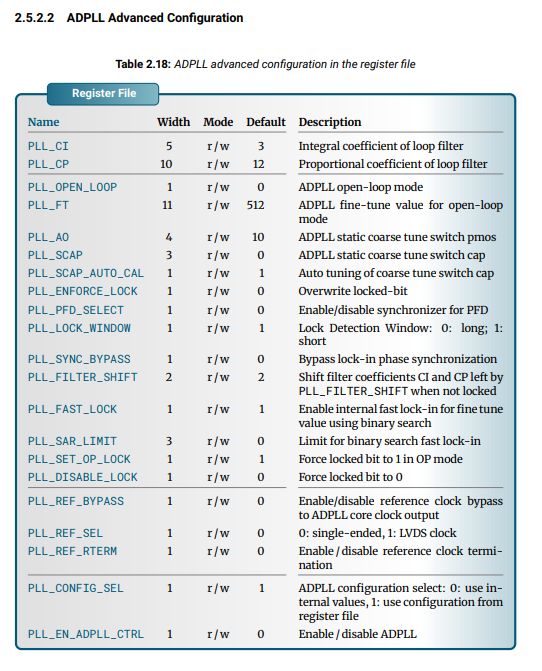 2.5.2.2 ADPLL Advanced Configuration
Table 2.18: ADPLL advanced configuration in the register file
Register File
Name Width Mode Default Description
PLL_CI 5 r/w 3 Integral coefficient of loop filter
PLL_CP 10 r/w 12 Proportional coefficient of loop filter
PLL_OPEN_LOOP 1 r/w 0 ADPLL open-loop mode
PLL_FT 11 r/w 512 ADPLL fine-tune value for open-loop
mode
PLL_AO 4 r/w 10 ADPLL static coarse tune switch pmos
PLL_SCAP 3 r/w 0 ADPLL static coarse tune switch cap
PLL_SCAP_AUTO_CAL 1 r/w 1 Auto tuning of coarse tune switch cap
PLL_ENFORCE_LOCK 1 r/w 0 Overwrite locked-bit
PLL_PFD_SELECT 1 r/w 0 Enable/disable synchronizer for PFD
PLL_LOCK_WINDOW 1 r/w 1 Lock Detection Window: 0: long; 1:
short
PLL_SYNC_BYPASS 1 r/w 0 Bypass lock-in phase synchronization
PLL_FILTER_SHIFT 2 r/w 2 Shift filter coefficients CI and CP left by
PLL_FILTER_SHIFT when not locked
PLL_FAST_LOCK 1 r/w 1 Enable internal fast lock-in for fine tune
value using binary search
PLL_SAR_LIMIT 3 r/w 0 Limit for binary search fast lock-in
PLL_SET_OP_LOCK 1 r/w 1 Force locked bit to 1 in OP mode
PLL_DISABLE_LOCK 1 r/w 0 Force locked bit to 0
PLL_REF_BYPASS 1 r/w 0 Enable/disable reference clock bypass
to ADPLL core clock output
PLL_REF_SEL 1 r/w 0 0: single-ended, 1: LVDS clock
PLL_REF_RTERM 1 r/w 0 Enable / disable reference clock termi-
nation
PLL_CONFIG_SEL 1 r/w 1 ADPLL configuration select: 0: use in-
ternal values, 1: use configuration from
register file
PLL_EN_ADPLL_CTRL 1 r/w 0 Enable / disable ADPLL